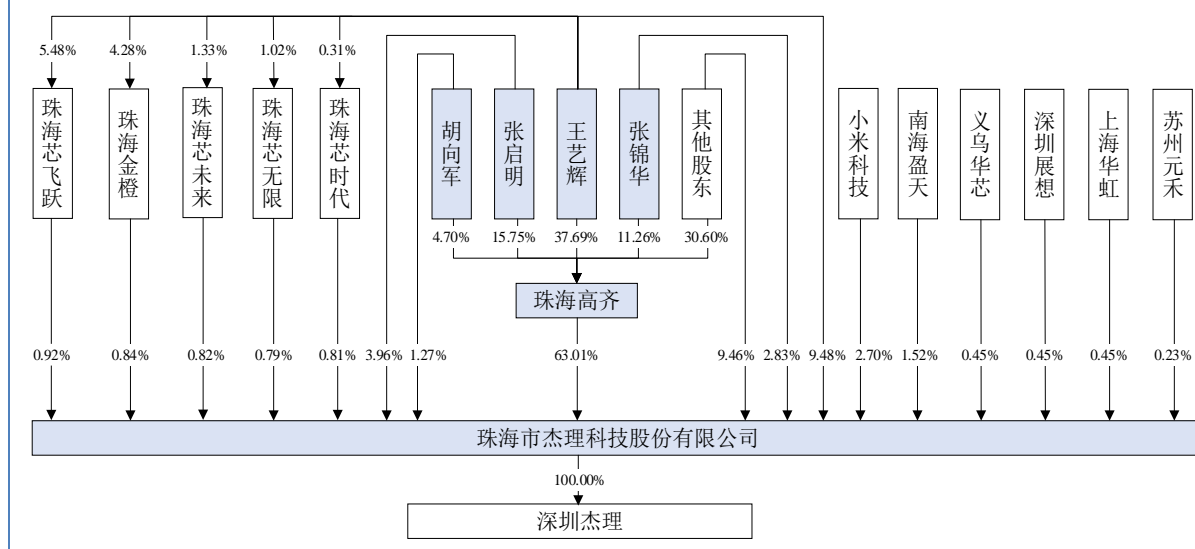 5.48% 4.28% 1.33% 1.02% 0.31%
珠海芯飞跃
珠海金橙
珠海芯未来
珠海芯无限
珠海芯时代
胡向军
张启明
王艺辉
张锦华
其他股东
小米科技
南海盈天
义乌华芯
深圳展想
上海华虹
苏州元禾
4.70% 15.75% 37.69% 11.26% 30.60%
珠海高齐
0.92% 0.84% 0.82% 0.79% 0.81% 3.96% 1.27% 63.01% 9.46% 2.83% 9.48% 2.70% 1.52% 0.45% 0.45% 0.45% 0.23%
珠海市杰理科技股份有限公司
100.00%
深圳杰理